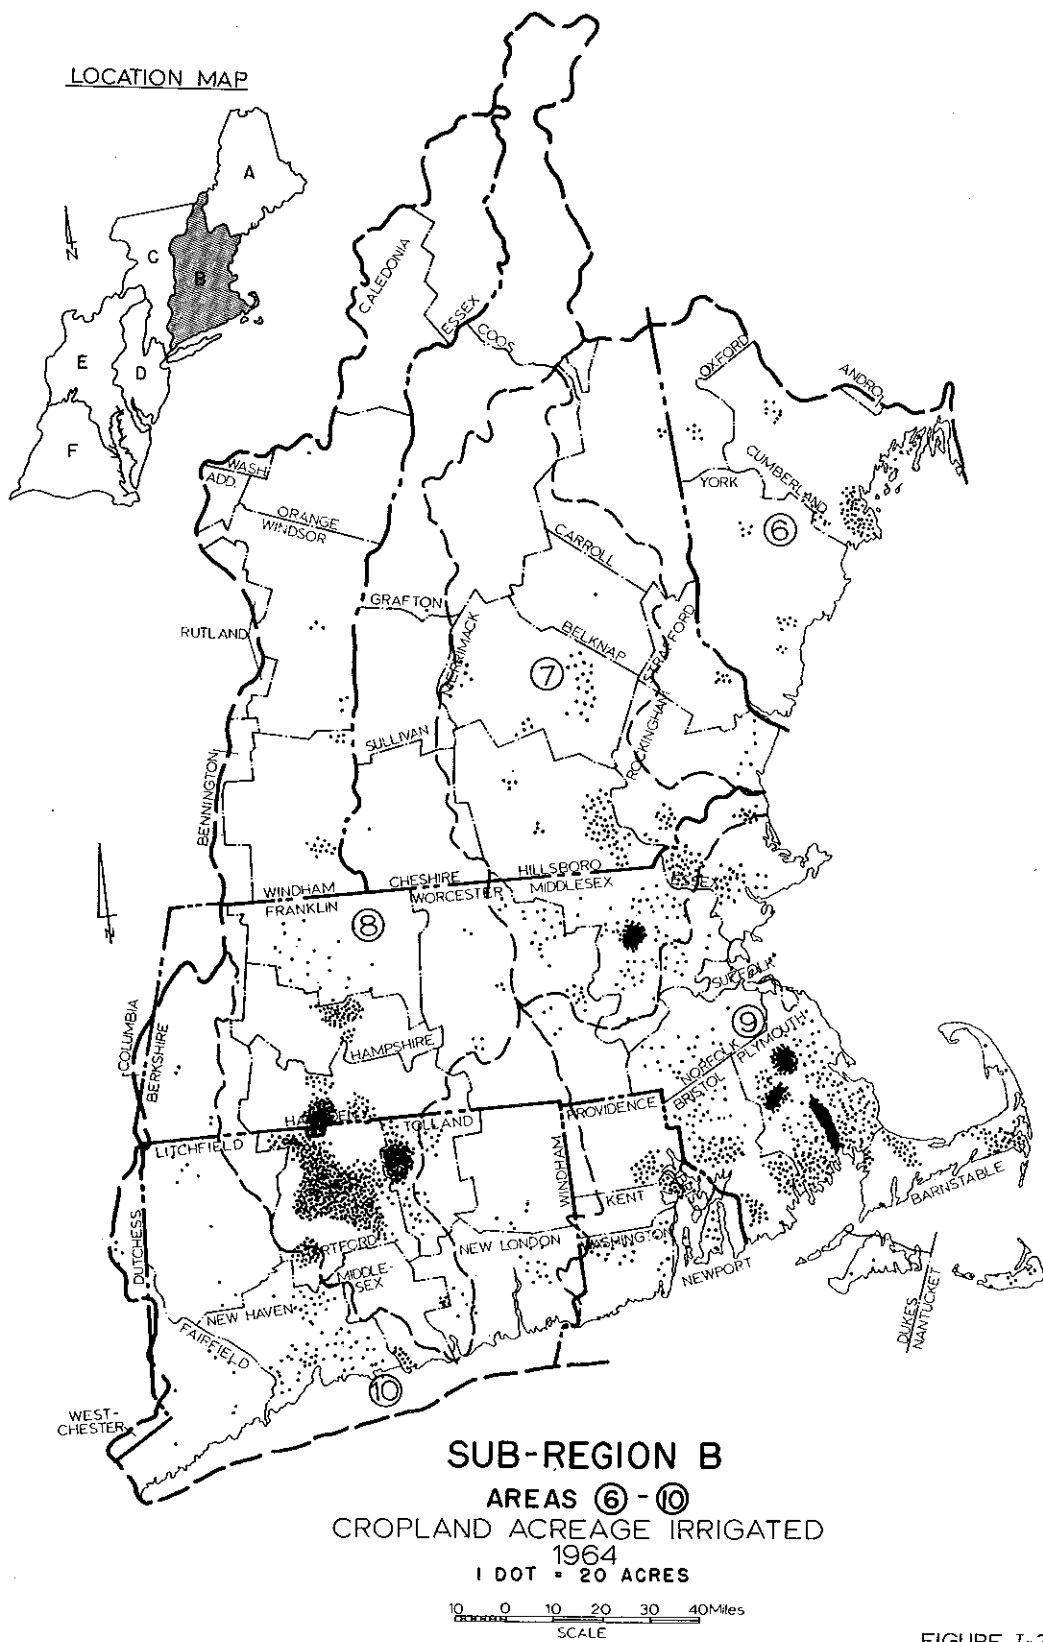 LOCATION MAP
A
N
C
B
E
D
F
CALEDONIA
ESSEX
COOS
OXFORD
ANDRO.
WASH.
ADD.
YORK
CUMBERLAND
6
ORANGE
WINDSOR
CARROLL
GRAFTON
RUTLAND
MERRIMACK
BELKNAP
STRAFFORD
7
SULLIVAN
ROCKINGHAM
BENNINGTON
N
WINDHAM
FRANKLIN
CHESHIRE
WORCESTER
HILLSBORO
MIDDLESEX
ESSEX
8
SUFFOLK
COLUMBIA
BERKSHIRE
HAMPSHIRE
9
NORFOLK
PLYMOUTH
BRISTOL
TOLLAND
PROVIDENCE
LITCHFIELD
WINDHAM
KENT
BARNSTABLE
DUTCHESS
NEW LONDON
WASHINGTON
NEWPORT
MIDDLE-
SEX
NEW HAVEN
FAIRFIELD
DUKES
NANTUCKET
10
WEST-
CHESTER
SUB-REGION B
AREAS 6 - 10
CROPLAND ACREAGE IRRIGATED
1964
1 DOT = 20 ACRES
10 0 10 20 30 40 Miles
SCALE